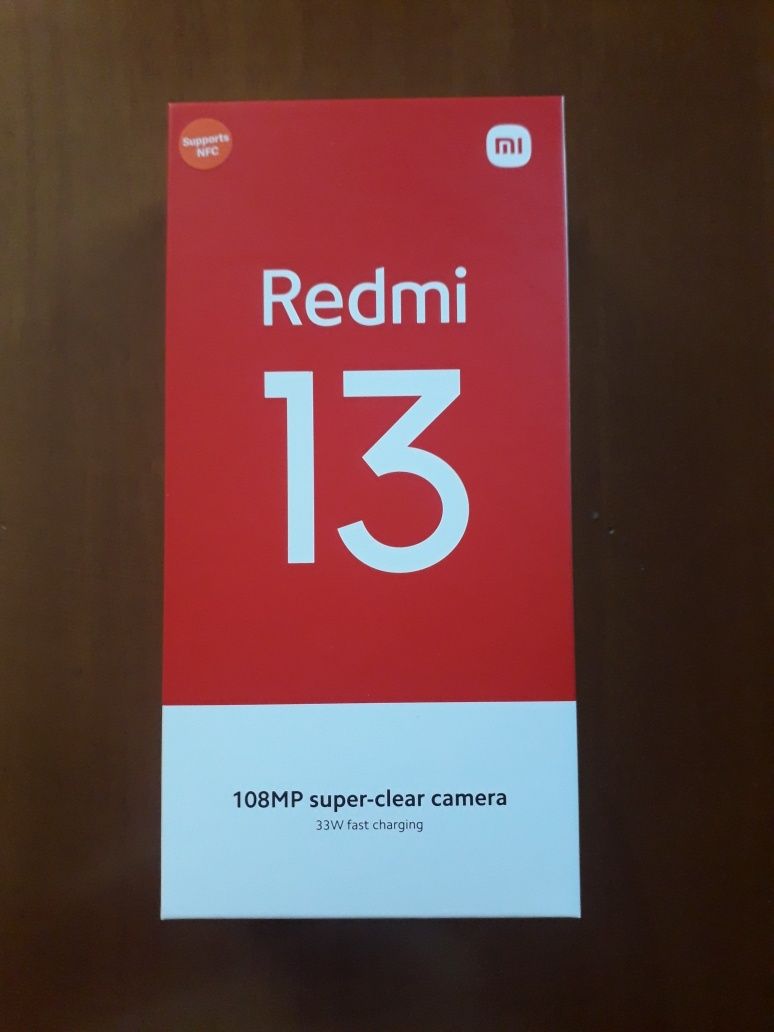 Supports
NFC
mi
Redmi
13
108MP super-clear camera
33W fast charging